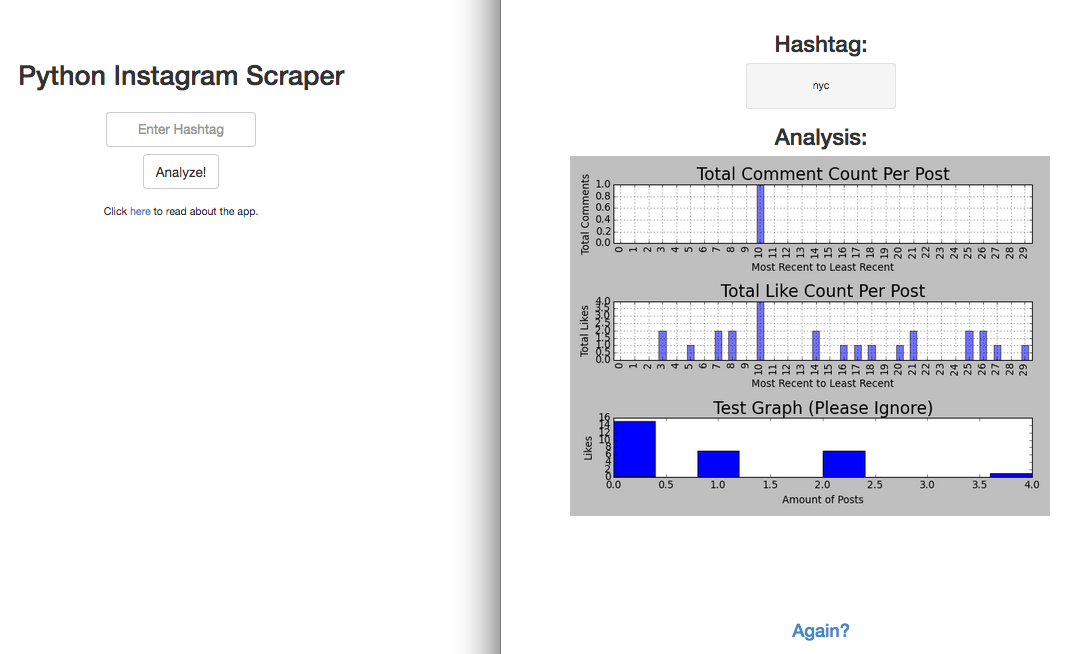 Python Instagram Scraper
Enter Hashtag
Analyze!
Click here to read about the app.
Hashtag:
nyc
Analysis:
Total Comment Count Per Post
Total Comments
1.0
0.8
0.6
0.4
0.2
0.0
0 1 2 3 4 5 6 7 8 9 10 11 12 13 14 15 16 17 18 19 20 21 22 23 24 25 26 27 28 29
Most Recent to Least Recent
Total Like Count Per Post
Total Likes
4.0
3.5
3.0
2.5
2.0
1.5
1.0
0.5
0.0
0 1 2 3 4 5 6 7 8 9 10 11 12 13 14 15 16 17 18 19 20 21 22 23 24 25 26 27 28 29
Most Recent to Least Recent
Test Graph (Please Ignore)
Likes
16
14
12
10
8
6
4
2
0
0.0 0.5 1.0 1.5 2.0 2.5 3.0 3.5 4.0
Amount of Posts
Again?